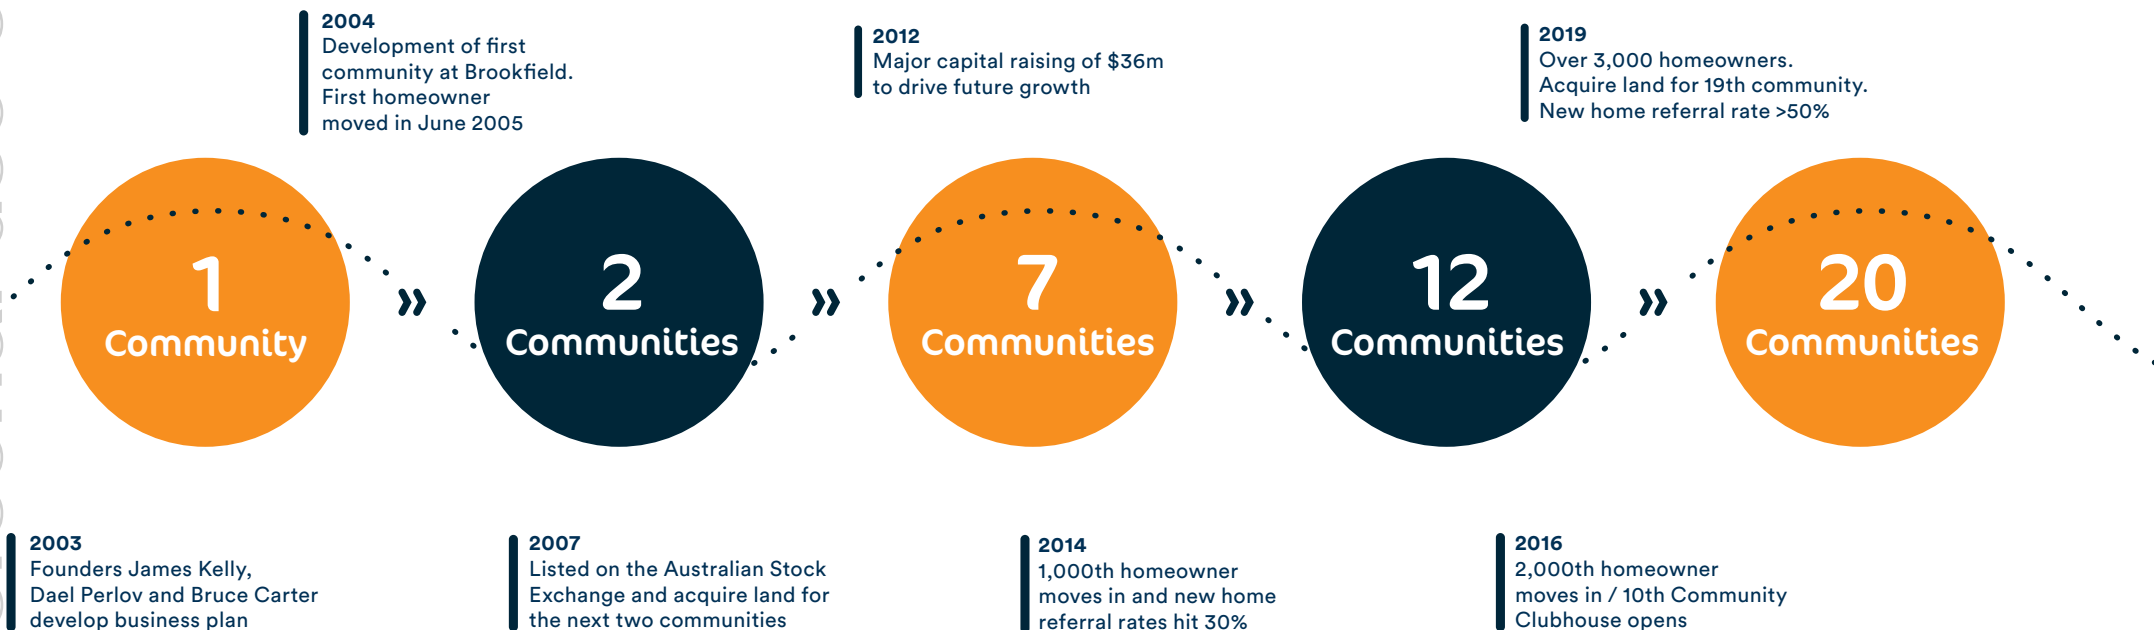 2004
Development of first
community at Brookfield.
First homeowner
moved in June 2005
2012
Major capital raising of $36m
to drive future growth
2019
Over 3,000 homeowners.
Acquire land for 19th community.
New home referral rate >50%
1
Community
»
2
Communities
»
7
Communities
»
12
Communities
»
20
Communities
2003
Founders James Kelly,
Dael Perlov and Bruce Carter
develop business plan
2007
Listed on the Australian Stock
Exchange and acquire land for
the next two communities
2014
1,000th homeowner
moves in and new home
referral rates hit 30%
2016
2,000th homeowner
moves in / 10th Community
Clubhouse opens